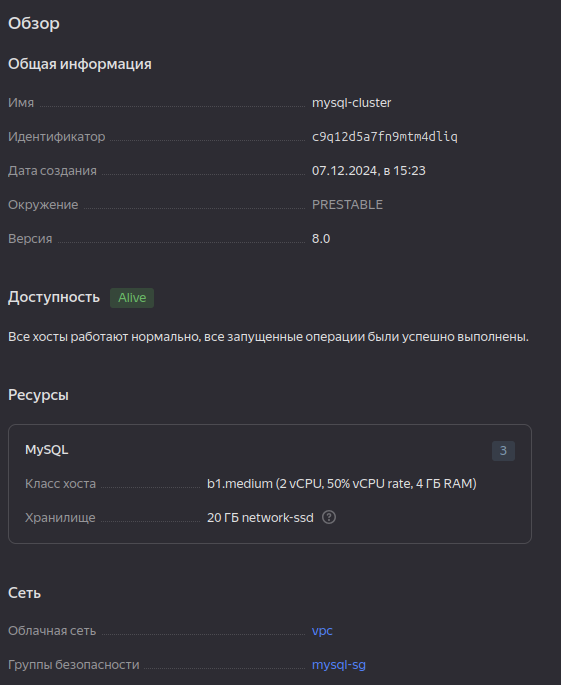 Обзор
Общая информация
Имя mysql-cluster
Идентификатор c9q12d5a7fn9mtm4dliq
Дата создания 07.12.2024, в 15:23
Окружение PRESTABLE
Версия 8.0
Доступность Alive
Все хосты работают нормально, все запущенные операции были успешно выполнены.
Ресурсы
MySQL 3
Класс хоста b1.medium (2 vCPU, 50% vCPU rate, 4 ГБ RAM)
Хранилище 20 ГБ network-ssd ?
Сеть
Облачная сеть vpc
Группы безопасности mysql-sg